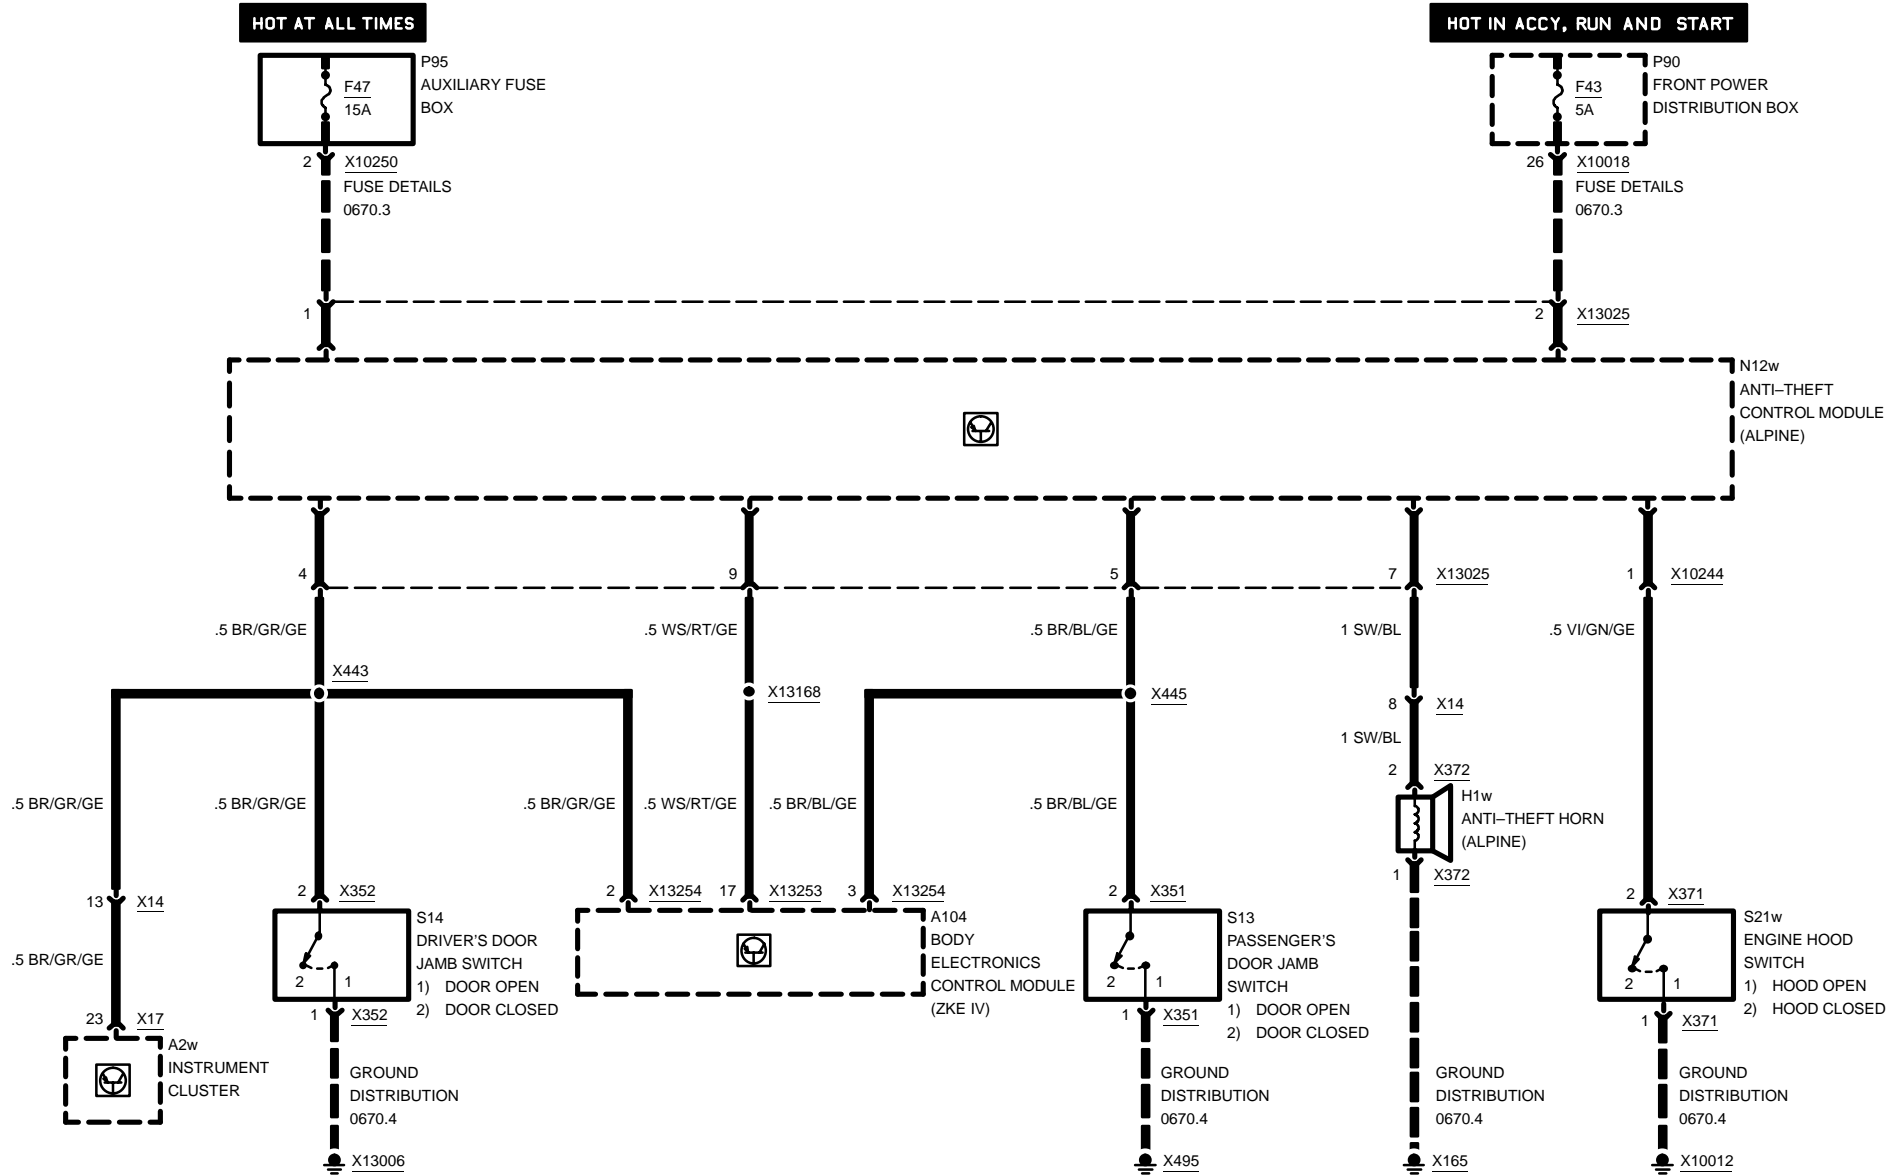 HOT AT ALL TIMES
HOT IN ACCY, RUN AND START
P95
AUXILIARY FUSE
BOX
F47
15A
P90
FRONT POWER
DISTRIBUTION BOX
F43
5A
2
X10250
FUSE DETAILS
0670.3
26
X10018
FUSE DETAILS
0670.3
1
2
X13025
N12w
ANTI–THEFT
CONTROL MODULE
(ALPINE)
4
9
5
7
X13025
1
X10244
.5 BR/GR/GE
.5 WS/RT/GE
.5 BR/BL/GE
1 SW/BL
.5 VI/GN/GE
X443
X13168
X445
8
X14
1 SW/BL
2
X372
H1w
ANTI–THEFT HORN
(ALPINE)
1
X372
.5 BR/GR/GE
.5 BR/GR/GE
.5 BR/GR/GE
.5 WS/RT/GE
.5 BR/BL/GE
.5 BR/BL/GE
13
X14
2
X352
2
X13254
17
X13253
3
X13254
2
X351
2
X371
.5 BR/GR/GE
S14
DRIVER'S DOOR
JAMB SWITCH
1) DOOR OPEN
2) DOOR CLOSED
2
1
A104
BODY
ELECTRONICS
CONTROL MODULE
(ZKE IV)
S13
PASSENGER'S
DOOR JAMB
SWITCH
1) DOOR OPEN
2) DOOR CLOSED
2
1
S21w
ENGINE HOOD
SWITCH
1) HOOD OPEN
2) HOOD CLOSED
2
1
23
X17
1
X352
1
X351
1
X371
A2w
INSTRUMENT
CLUSTER
GROUND
DISTRIBUTION
0670.4
GROUND
DISTRIBUTION
0670.4
GROUND
DISTRIBUTION
0670.4
GROUND
DISTRIBUTION
0670.4
X13006
X495
X165
X10012